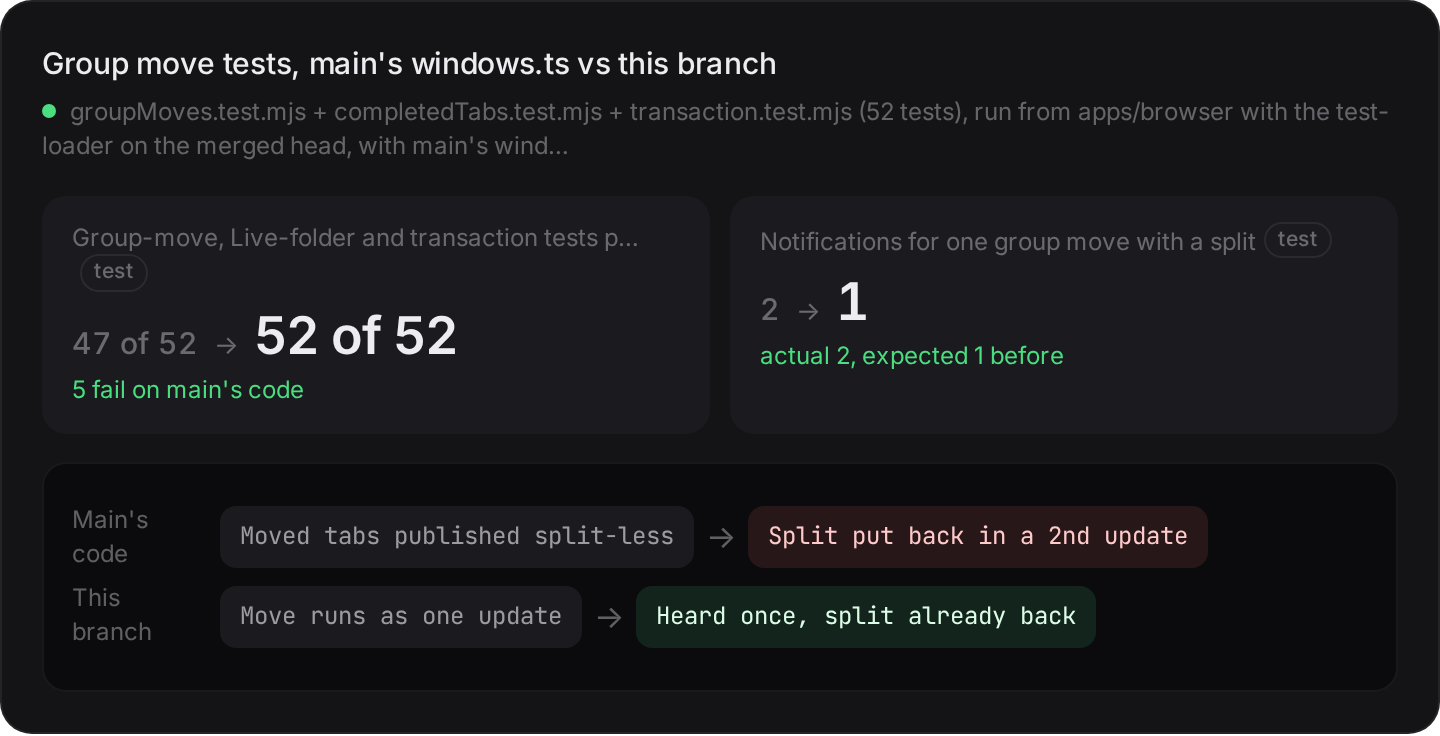 Group move tests, main's windows.ts vs this branch
groupMoves.test.mjs + completedTabs.test.mjs + transaction.test.mjs (52 tests), run from apps/browser with the test-
loader on the merged head, with main's wind...
Group-move, Live-folder and transaction tests p...
test
47 of 52 → 52 of 52
5 fail on main's code
Notifications for one group move with a split test
2 → 1
actual 2, expected 1 before
Main's
code
Moved tabs published split-less → Split put back in a 2nd update
This
branch
Move runs as one update → Heard once, split already back